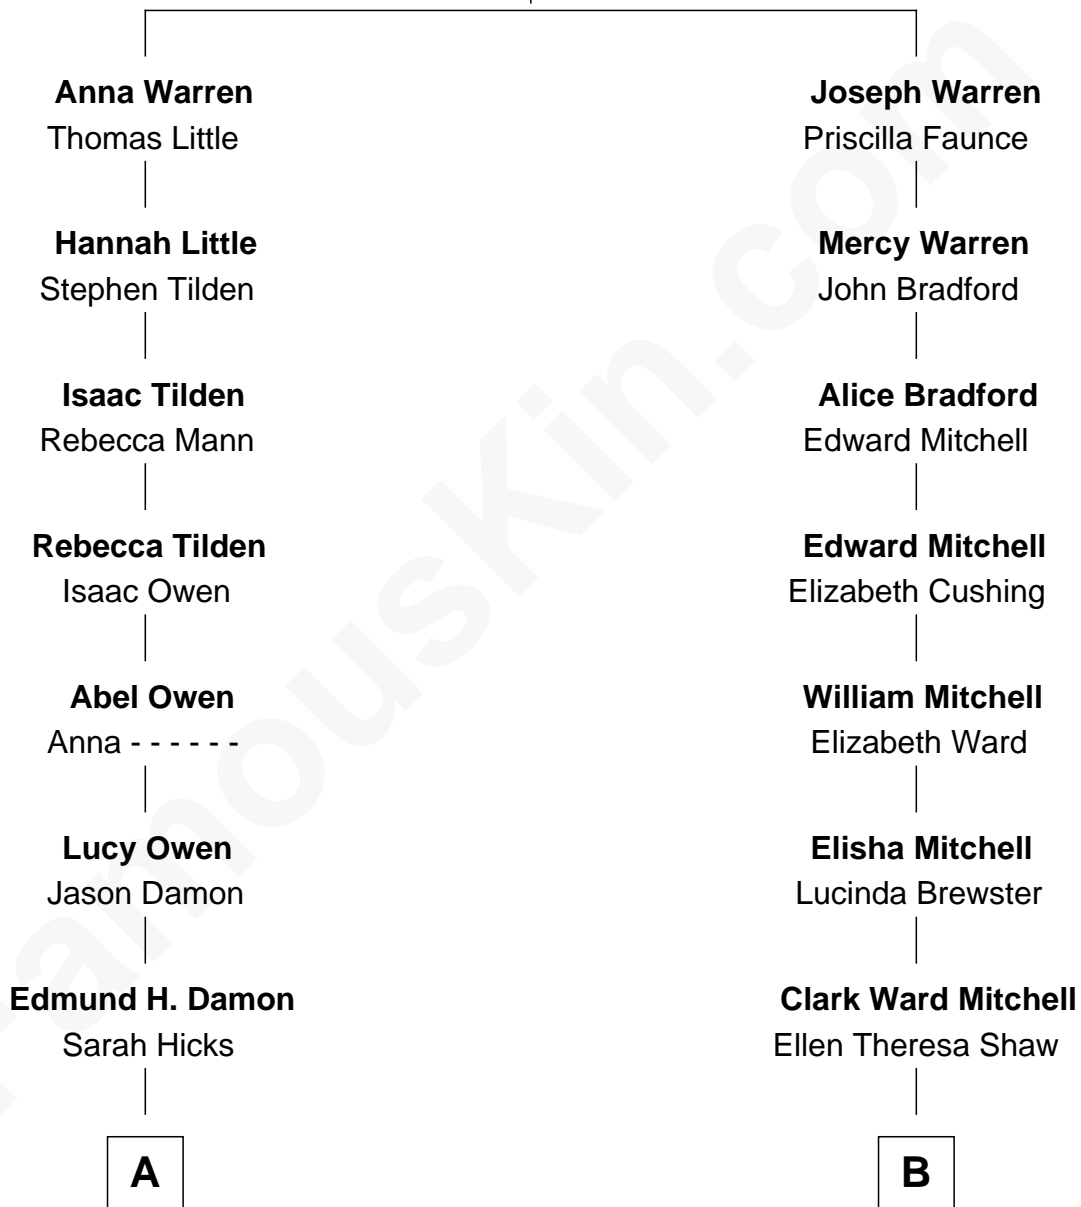 Anna Warren
Thomas Little
Hannah Little
Stephen Tilden
Isaac Tilden
Rebecca Mann
Rebecca Tilden
Isaac Owen
Abel Owen
Anna - - - - - -
Lucy Owen
Jason Damon
Edmund H. Damon
Sarah Hicks
A
Joseph Warren
Priscilla Faunce
Mercy Warren
John Bradford
Alice Bradford
Edward Mitchell
Edward Mitchell
Elizabeth Cushing
William Mitchell
Elizabeth Ward
Elisha Mitchell
Lucinda Brewster
Clark Ward Mitchell
Ellen Theresa Shaw
B
FamousKin.com